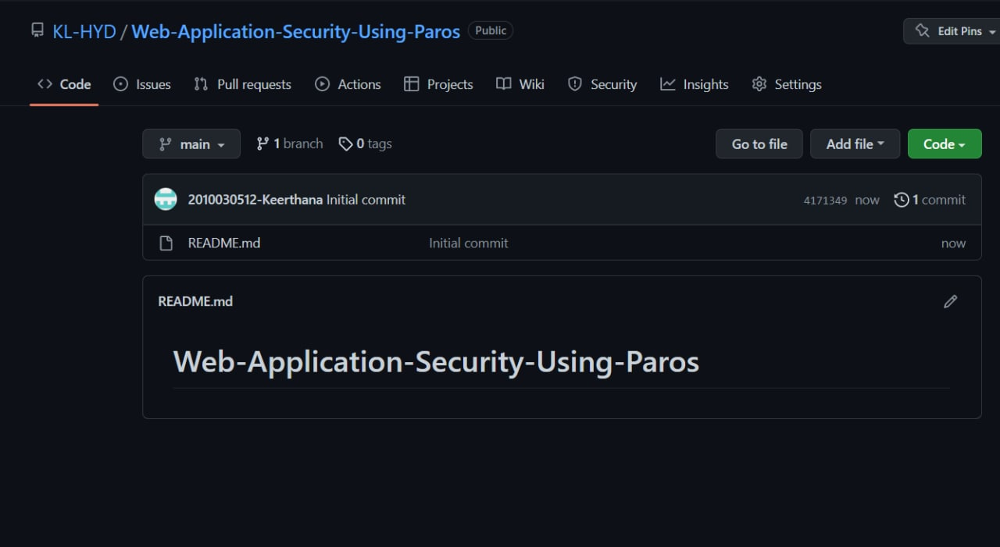 KL-HYD / Web-Application-Security-Using-Paros Public Edit Pins
Code Issues Pull requests Actions Projects Wiki Security Insights Settings
main 1 branch 0 tags Go to file Add file Code
2010030512-Keerthana Initial commit 4171349 now 1 commit
README.md Initial commit now
README.md
Web-Application-Security-Using-Paros